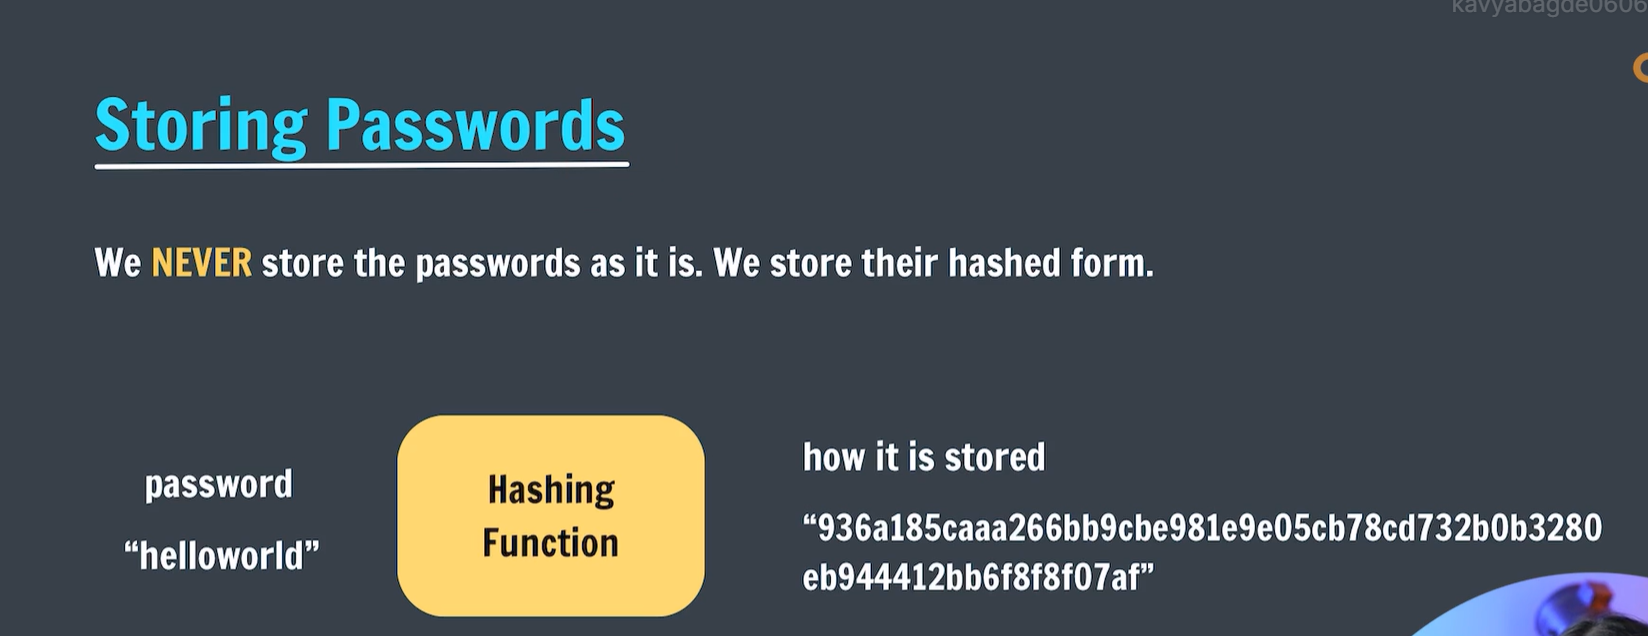 kavyabagde0606
Storing Passwords
We NEVER store the passwords as it is. We store their hashed form.
password
“helloworld”
Hashing
Function
how it is stored
“936a185caaa266bb9cbe981e9e05cb78cd732b0b3280
eb944412bb6f8f8f07af”